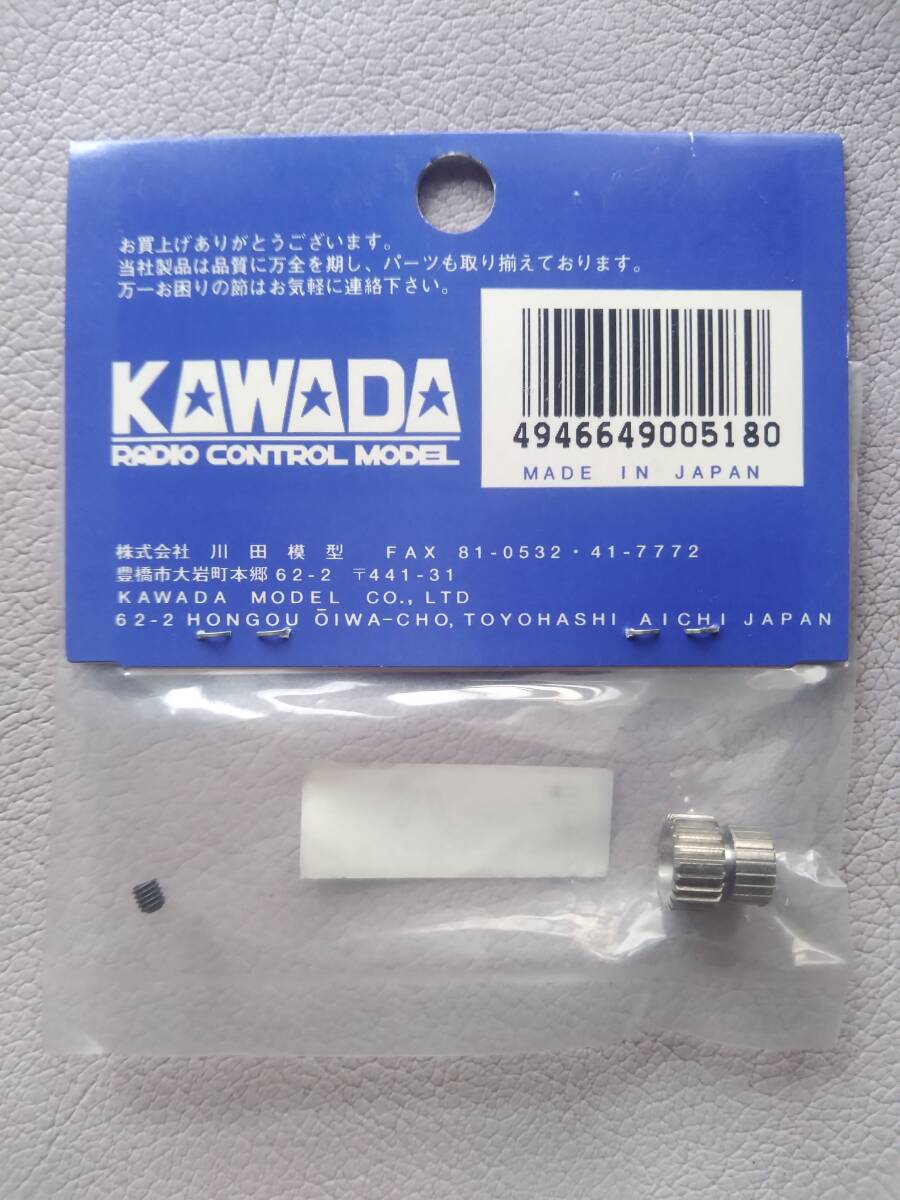 お買上げありがとうございます。
当社製品は品質に万全を期し、パーツも取り揃えております。
万一お困りの節はお気軽に連絡下さい。
KAWADA
RADIO CONTROL MODEL
4946649005180
MADE IN JAPAN
株式会社 川田模型 FAX 81-0532・41-7772
豊橋市大岩町本郷62-2 〒441-31
KAWADA MODEL CO., LTD
62-2 HONGOU ŌIWA-CHO, TOYOHASHI AICHI JAPAN